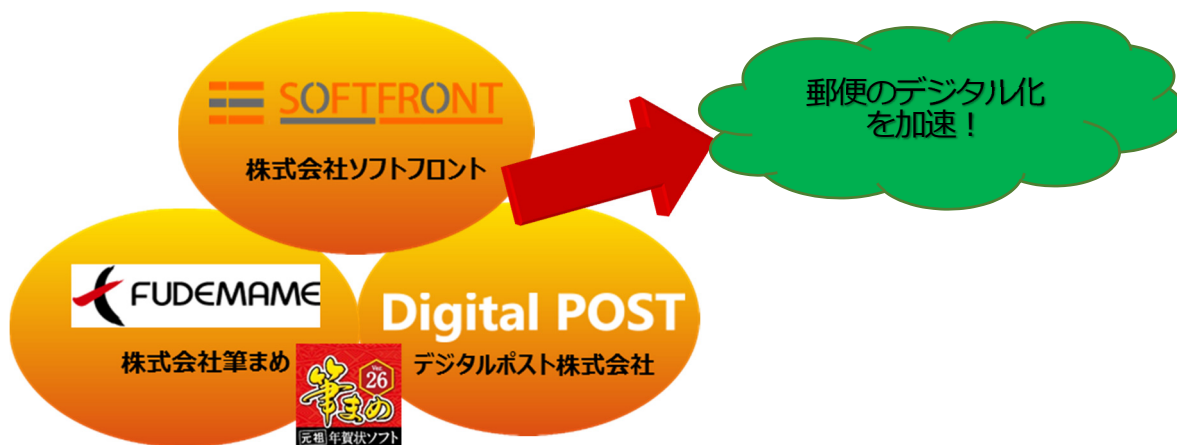 SOFTFRONT
株式会社ソフトフロント
郵便のデジタル化
を加速！
FUDEMAME
株式会社筆まめ
Digital POST
デジタルポスト株式会社
Ver.
26
筆まめ
元祖 年賀状ソフト